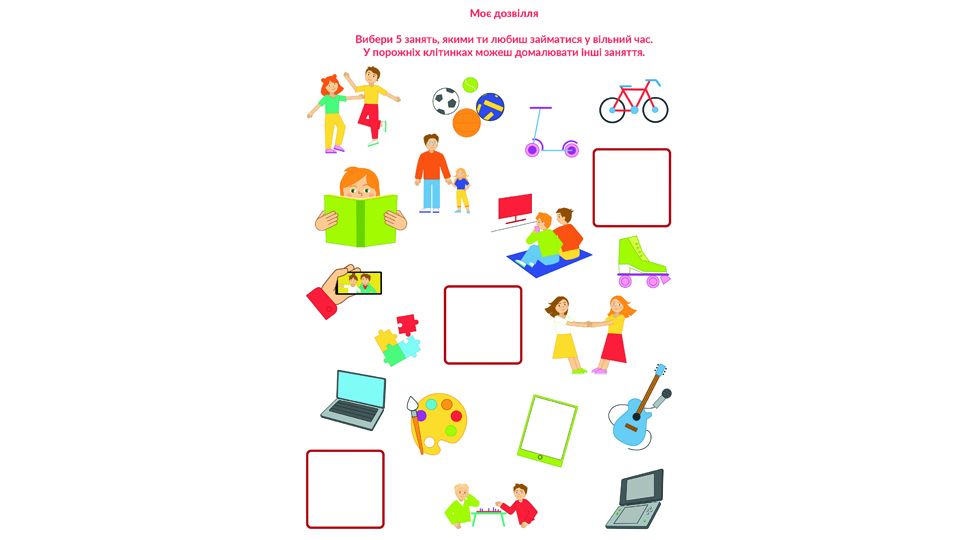 Моє дозвілля
Вибери 5 занять, якими ти любиш займатися у вільний час.
У порожніх клітинках можеш домалювати інші заняття.